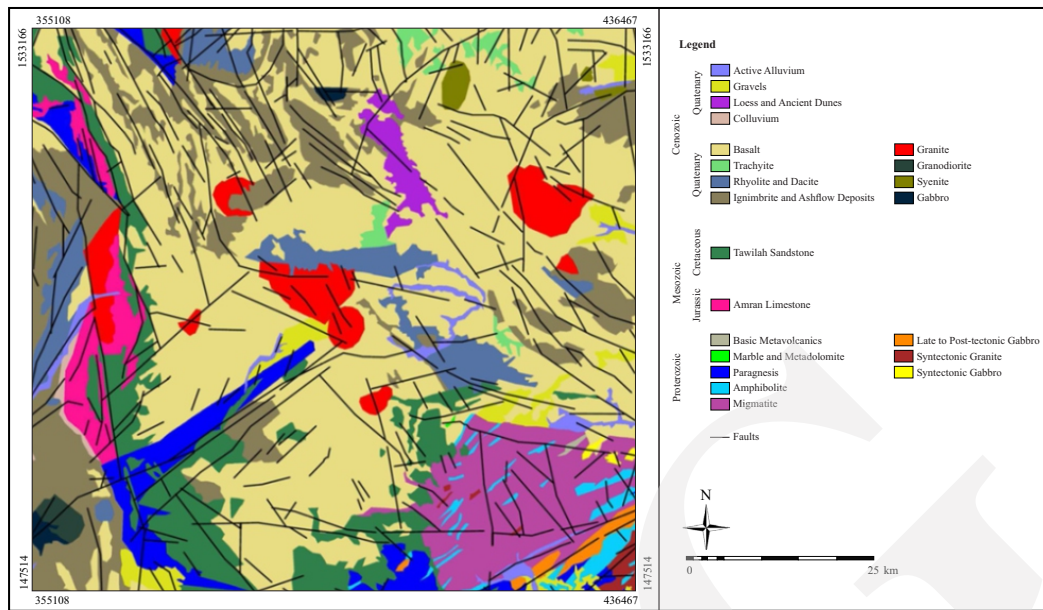 355108
436467
1533166
1533166
147514
147514
355108
436467
Legend
Cenozoic
Quaternary
Active Alluvium
Gravels
Loess and Ancient Dunes
Colluvium
Quaternary
Basalt
Trachyte
Rhyolite and Dacite
Ignimbrite and Ashflow Deposits
Granite
Granodiorite
Syenite
Gabbro
Mesozoic
Cretaceous
Tawilah Sandstone
Jurassic
Amran Limestone
Proterozoic
Basic Metavolcanics
Marble and Metadolomite
Paragnesis
Amphibolite
Migmatite
Late to Post-tectonic Gabbro
Syntectonic Granite
Syntectonic Gabbro
Faults
N
0 25 km